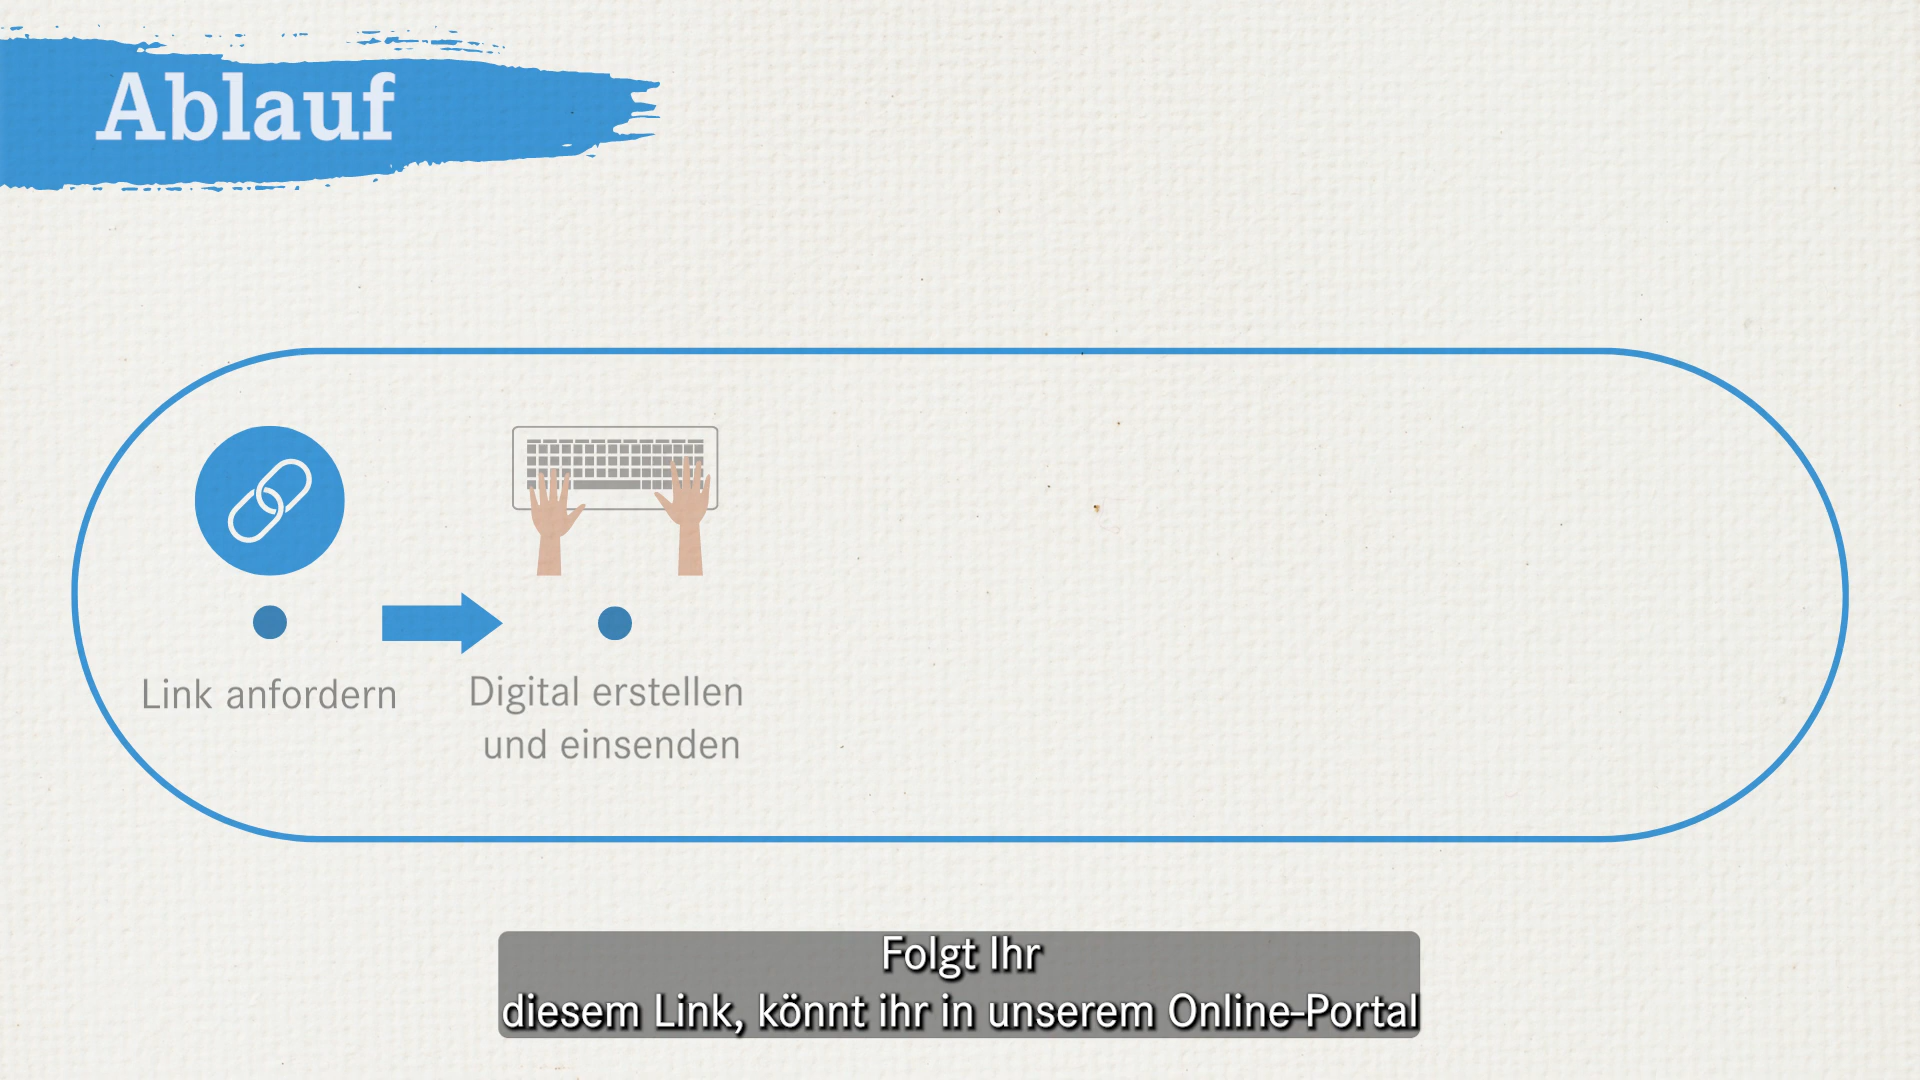 Ablauf
Link anfordern
Digital erstellen
und einsenden
Folgt Ihr
diesem Link, könnt ihr in unserem Online-Portal